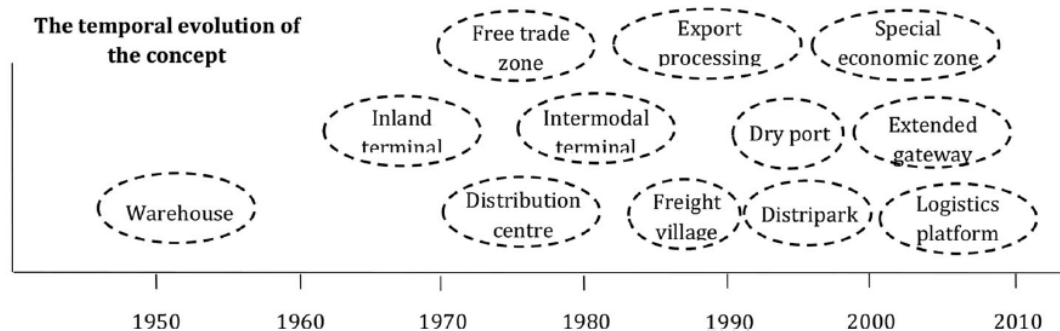 The temporal evolution of
the concept
Free trade
zone
Export
processing
Special
economic zone
Inland
terminal
Intermodal
terminal
Dry port
Extended
gateway
Warehouse
Distribution
centre
Freight
village
Distripark
Logistics
platform
1950
1960
1970
1980
1990
2000
2010